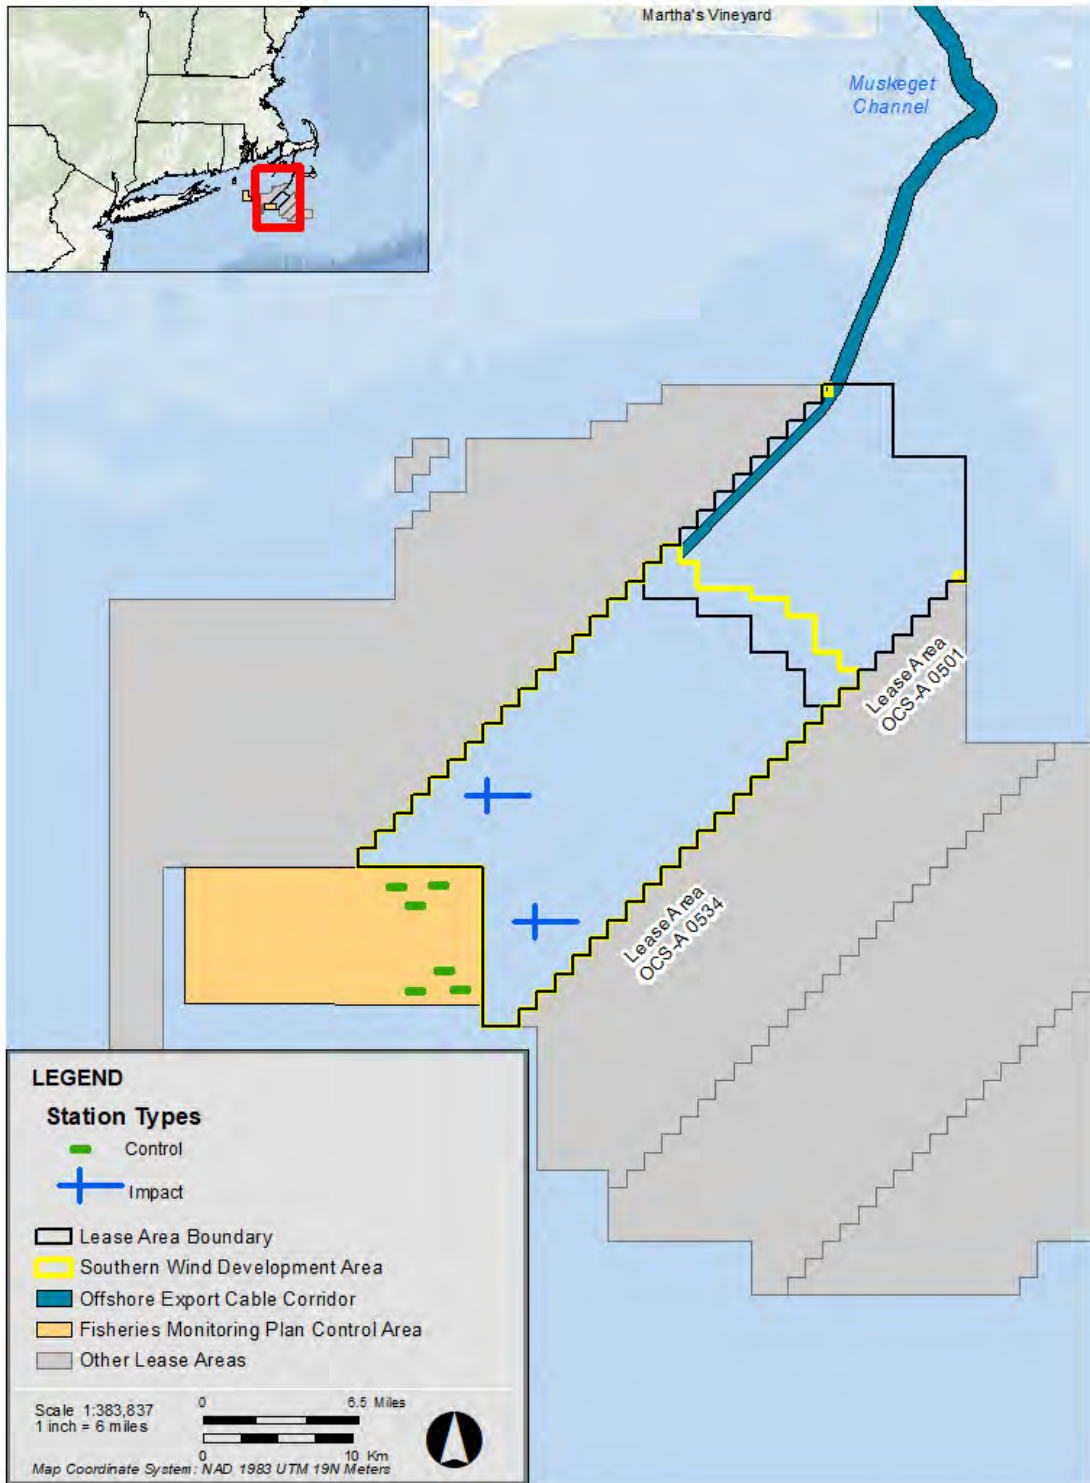 Martha's Vineyard
Muskeget
Channel
Lease Area
OCS-A 0501
Lease Area
OCS-A 0534
LEGEND
Station Types
Control
Impact
Lease Area Boundary
Southern Wind Development Area
Offshore Export Cable Corridor
Fisheries Monitoring Plan Control Area
Other Lease Areas
Scale 1:383,837
1 inch = 6 miles
0 6.5 Miles
0 10 Km
Map Coordinate System: NAD 1983 UTM 19N Meters